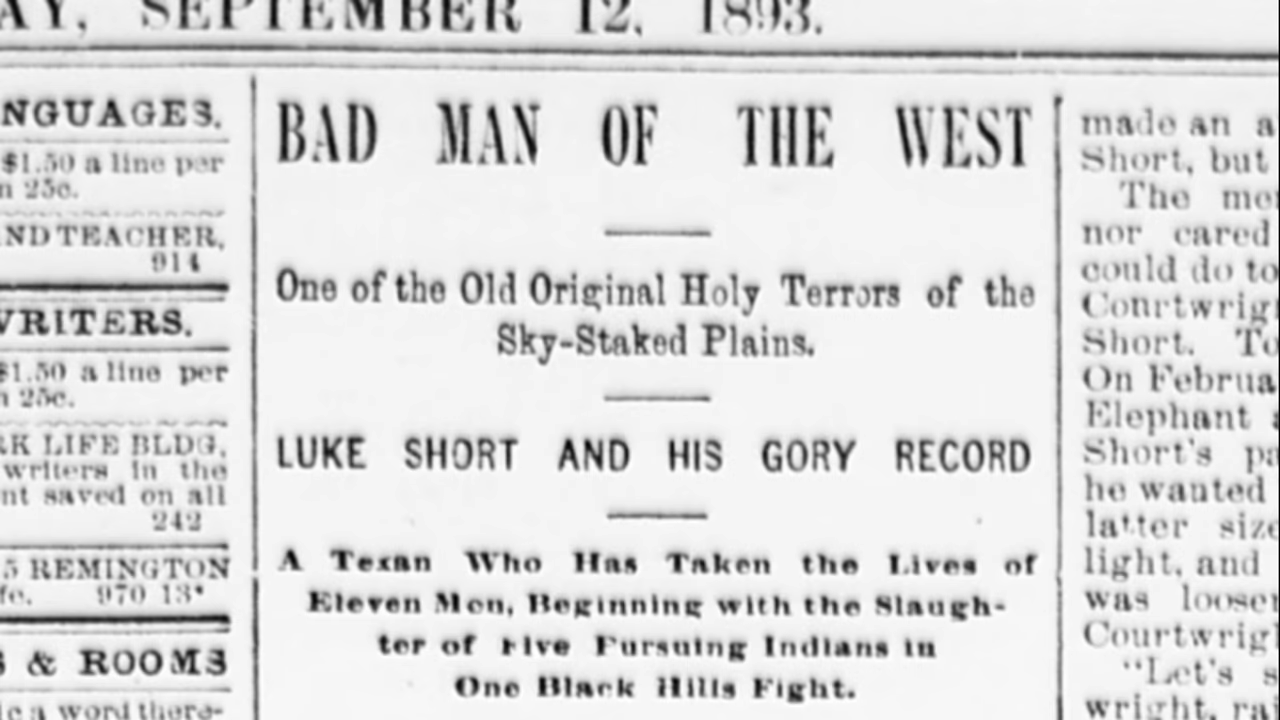 AY, SEPTEMBER 12, 1893.
NGUAGES.
$1.50 a line per
n 25c.
ND TEACHER,
914
WRITERS.
$1.50 a line per
n 25c.
RK LIFE BLDG,
writers in the
nt saved on all
242
5 REMINGTON
fe. 970 13*
S & ROOMS
c a word there-
BAD MAN OF THE WEST
One of the Old Original Holy Terrors of the
Sky-Staked Plains.
LUKE SHORT AND HIS GORY RECORD
A Texan Who Has Taken the Lives of
Eleven Men, Beginning with the Slaugh-
ter of Five Pursuing Indians in
One Black Hills Fight.
made an a
Short, but
The me
nor cared
could do to
Courtwrig
Short. To
On Februa
Elephant
Short's pa
he wanted
latter size
light, and
was loose
Courtwrig
"Let's s
wright, rai